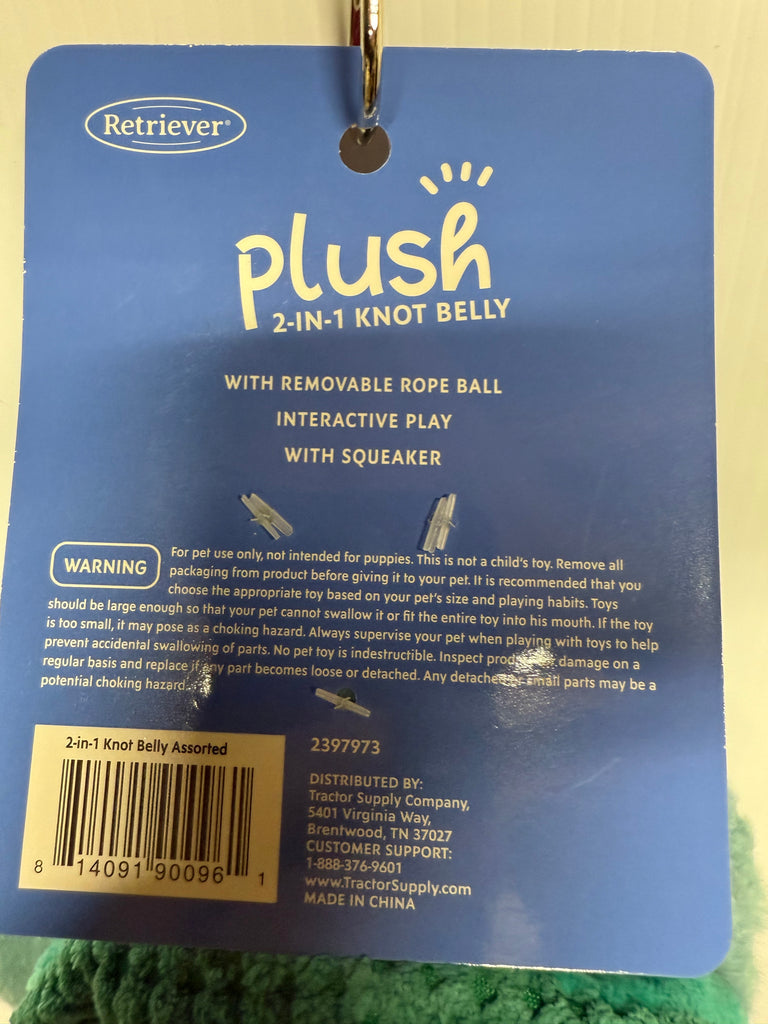 Retriever®
plush
2-IN-1 KNOT BELLY
WITH REMOVABLE ROPE BALL
INTERACTIVE PLAY
WITH SQUEAKER
WARNING
For pet use only, not intended for puppies. This is not a child's toy. Remove all
packaging from product before giving it to your pet. It is recommended that you
choose the appropriate toy based on your pet's size and playing habits. Toys
should be large enough so that your pet cannot swallow it or fit the entire toy into his mouth. If the toy
is too small, it may pose as a choking hazard. Always supervise your pet when playing with toys to help
prevent accidental swallowing of parts. No pet toy is indestructible. Inspect damage on a
regular basis and replace if any part becomes loose or detached. Any detached small parts may be a
potential choking hazard.
2-in-1 Knot Belly Assorted
8 14091 90096 1
2397973
DISTRIBUTED BY:
Tractor Supply Company,
5401 Virginia Way,
Brentwood, TN 37027
CUSTOMER SUPPORT:
1-888-376-9601
www.TractorSupply.com
MADE IN CHINA